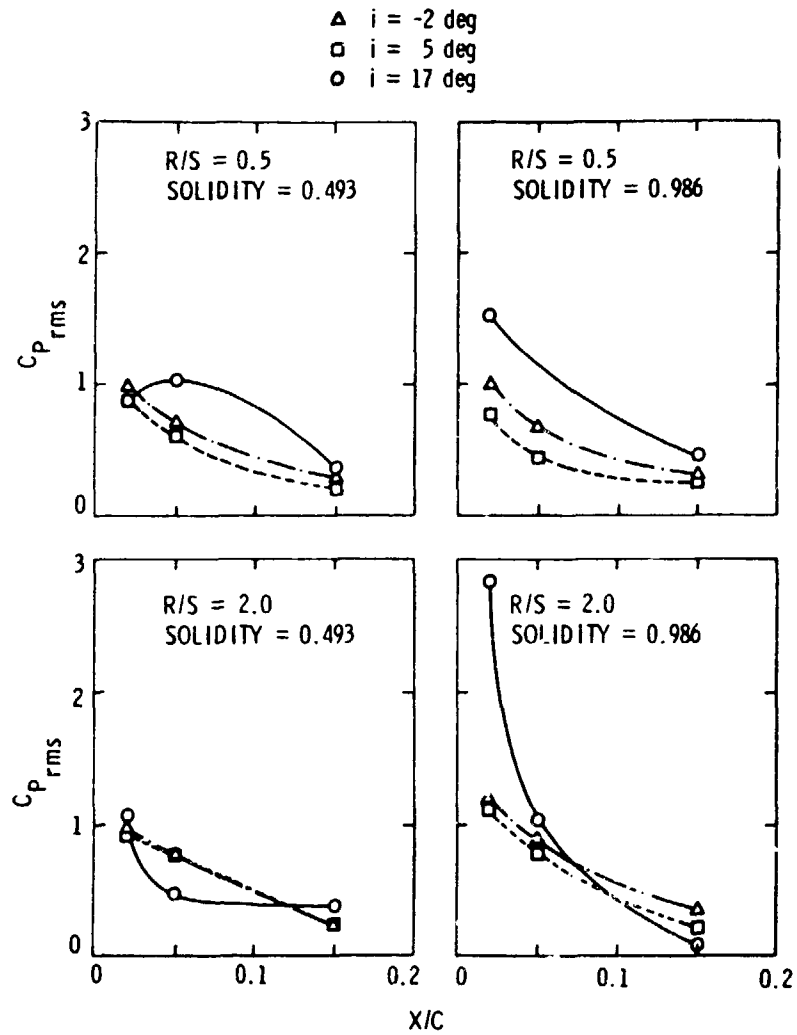 △ i = -2 deg
□ i = 5 deg
○ i = 17 deg
3
2
1
0
C_p_rms
R/S = 0.5
SOLIDITY = 0.493
R/S = 0.5
SOLIDITY = 0.986
3
2
1
0
C_p_rms
R/S = 2.0
SOLIDITY = 0.493
R/S = 2.0
SOLIDITY = 0.986
0 0.1 0.2
0 0.1 0.2
X/C